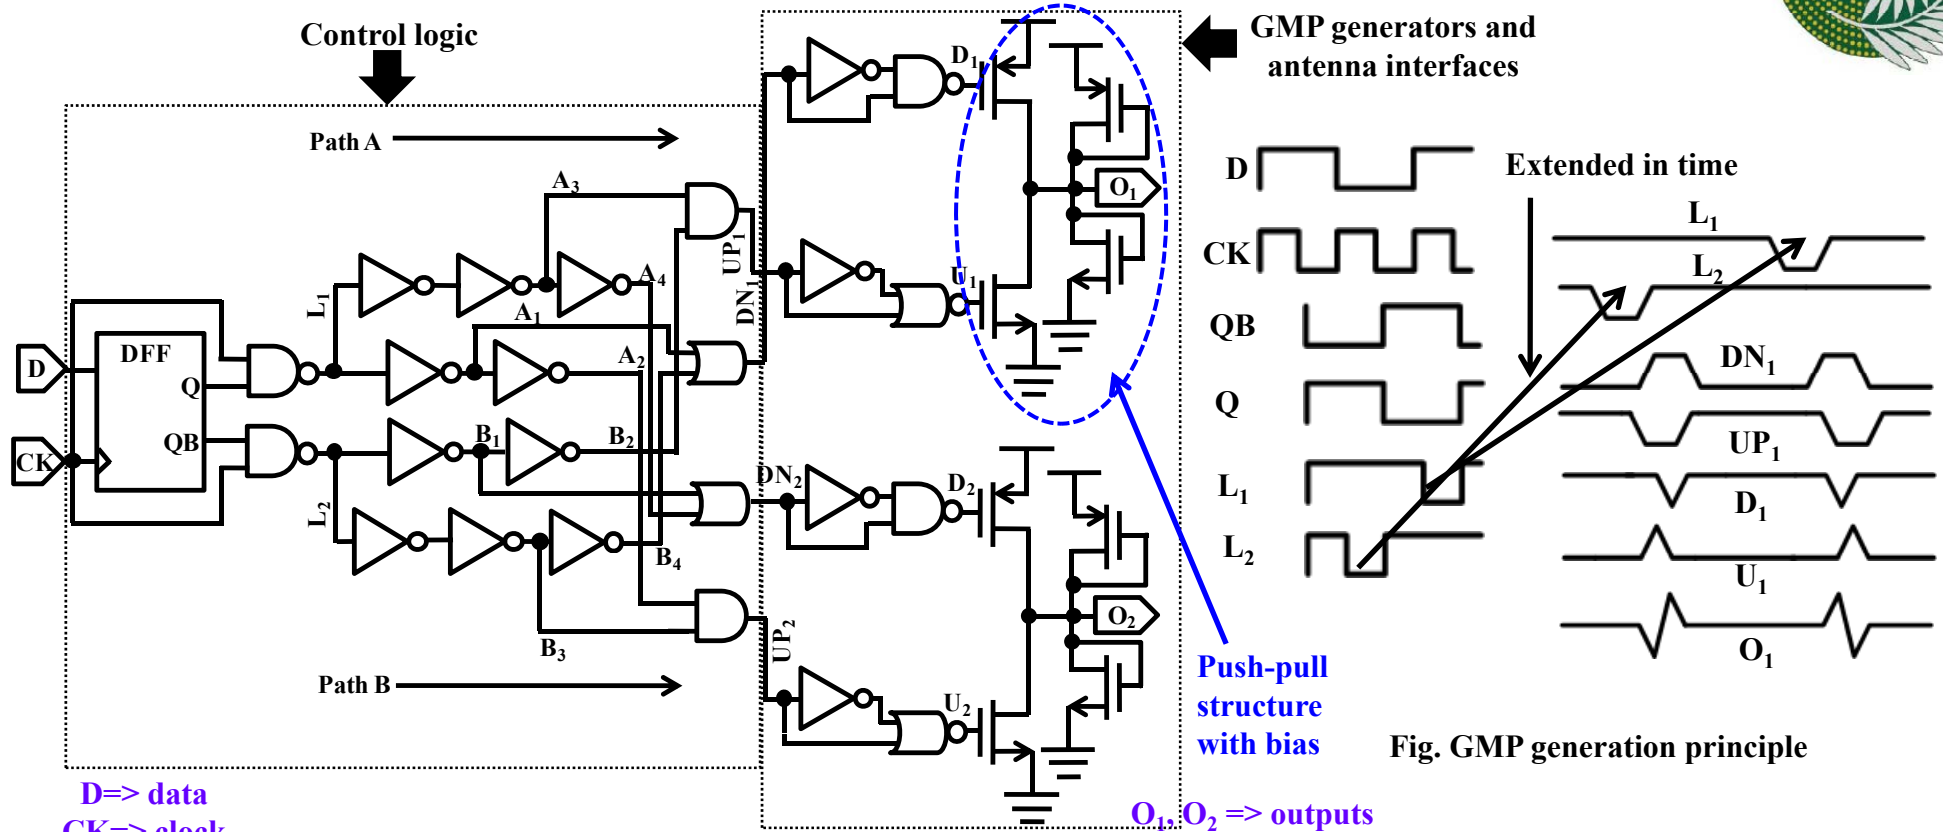 Control logic
GMP generators and
antenna interfaces
Path A
A3
A4
A1
A2
L1
L2
D
CK
DFF
Q
QB
B1
B2
B4
B3
Path B
UP1
DN1
DN2
UP2
D1
U1
O1
D2
U2
O2
Push-pull
structure
with bias
D
CK
QB
Q
L1
L2
Extended in time
L1
L2
DN1
UP1
D1
U1
O1
Fig. GMP generation principle
D=> data
CK=> clock
O1, O2 => outputs